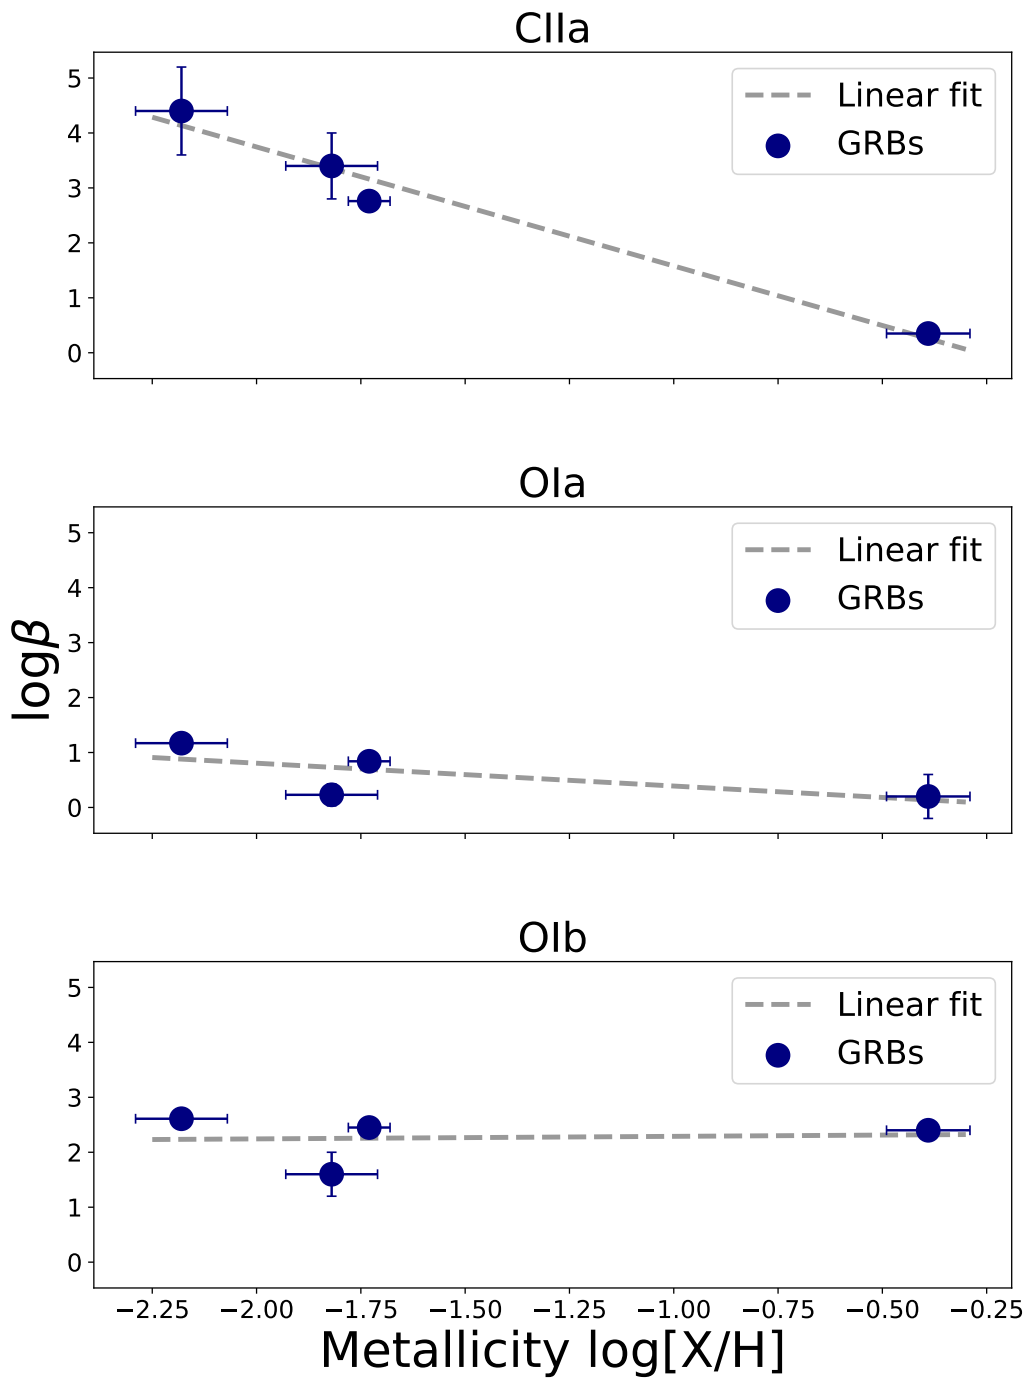 CIIa
5
4
3
2
1
0
Linear fit
GRBs
OIa
5
4
3
2
1
0
Linear fit
GRBs
logβ
OIb
5
4
3
2
1
0
Linear fit
GRBs
−2.25 −2.00 −1.75 −1.50 −1.25 −1.00 −0.75 −0.50 −0.25
Metallicity log[X/H]